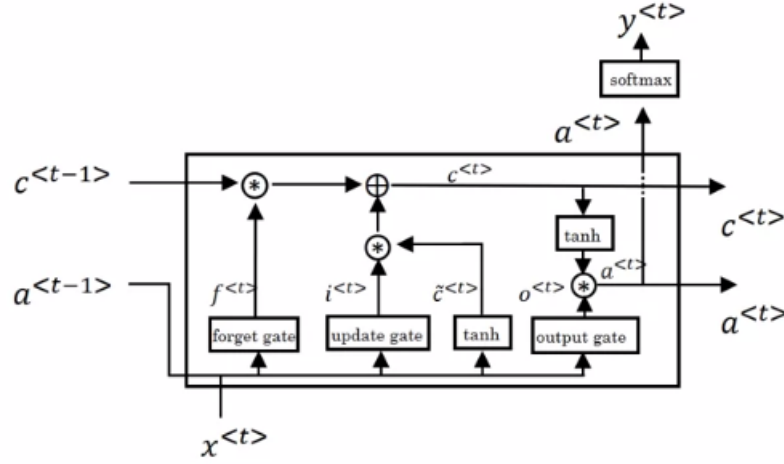 y<t>
softmax
a<t>
c<t-1>
c<t>
c<t>
tanh
a<t-1>
f<t>
i<t>
c̃<t>
o<t>
a<t>
a<t>
forget gate
update gate
tanh
output gate
x<t>